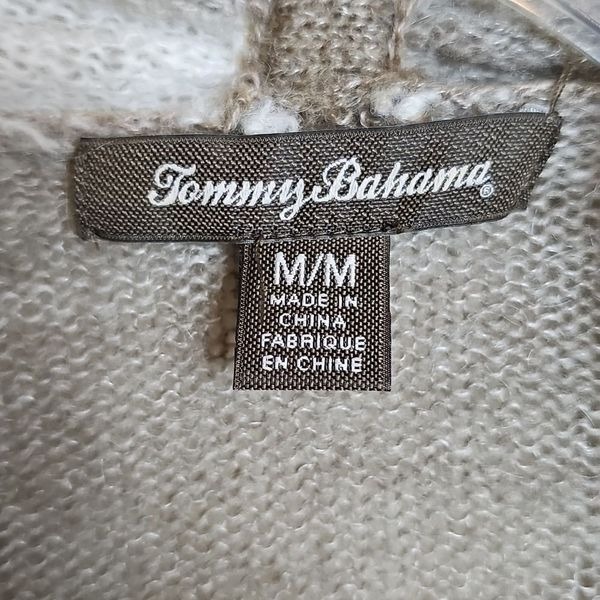 Tommy Bahama®
M/M
MADE IN
CHINA
FABRIQUE
EN CHINE